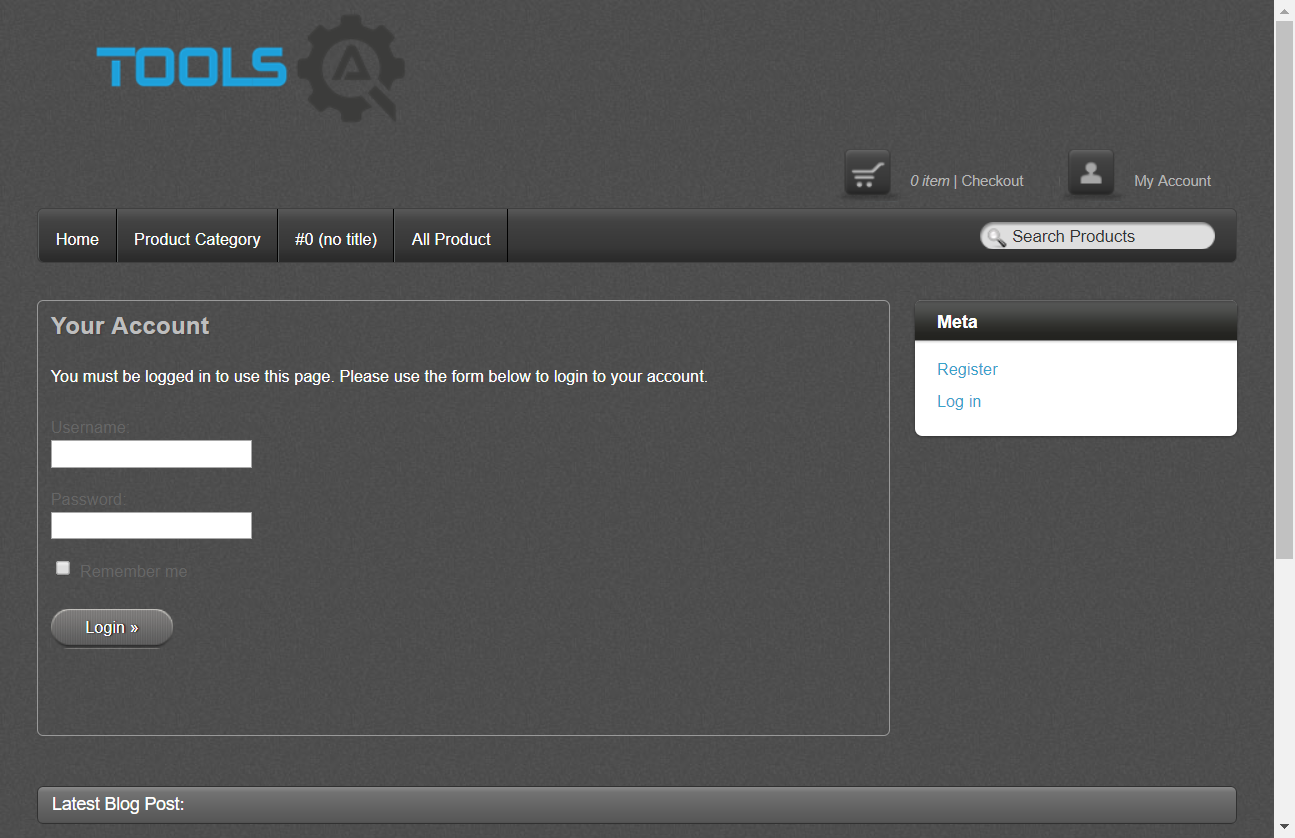 TOOLS QA
0 item | Checkout
My Account
Home
Product Category
#0 (no title)
All Product
Search Products
Your Account
You must be logged in to use this page. Please use the form below to login to your account.
Username:
Password:
Remember me
Login »
Meta
Register
Log in
Latest Blog Post: